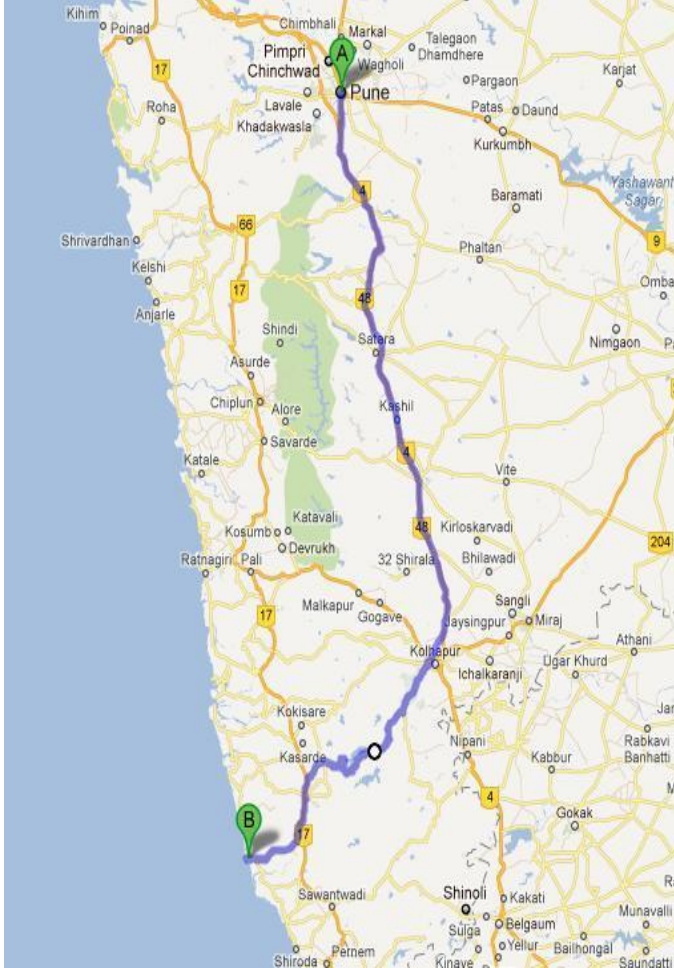 Kihim
Poinad
Chimbhali
Markal
Talegaon
Dhamdhere
Pimpri
Chinchwad
A
Wagholi
17
Pargaon
Karjat
Lavale
Pune
Roha
Khadakwasla
Patas
Daund
Kurkumbh
4
Yashawant
Sagar
Baramati
66
Shrivardhan
Phaltan
9
Kelshi
17
48
Omba
Anjarle
Shindi
Satara
Nimgaon
Asurde
Chiplun
Alore
Kashil
Savarde
4
Katale
Vite
Katavali
48
Kirloskarvadi
Kosumb
Devrukh
204
Ratnagiri
Pali
32 Shirala
Bhilawadi
Malkapur
Gogave
Sangli
17
Jaysingpur
Miraj
Athani
Kolhapur
Ichalkaranji
Ugar Khurd
Kokisare
Jar
Kasarde
Nipani
Rabkavi
Banhatti
Kabbur
4
Gokak
B
17
Sawantwadi
Shinoli
Kakati
Sulga
Belgaum
Munavalli
Yellur
Bailhongal
Shiroda
Pernem
Kinaye
Saundatti